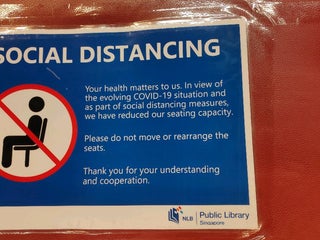 SOCIAL DISTANCING
Your health matters to us. In view of
the evolving COVID-19 situation and
as part of social distancing measures,
we have reduced our seating capacity.
Please do not move or rearrange the
seats.
Thank you for your understanding
and cooperation.
NLB Public Library
Singapore